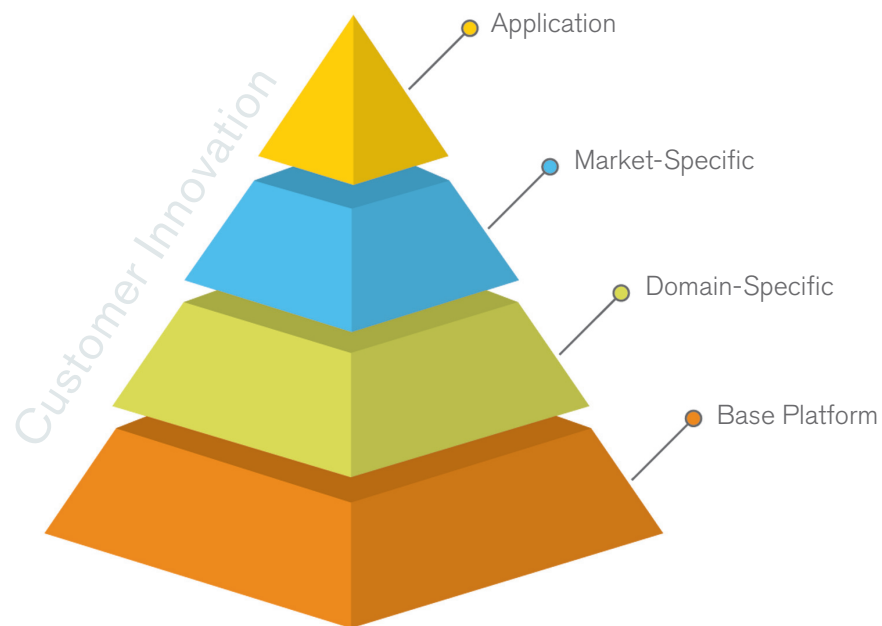 Application
Customer Innovation
Market-Specific
Domain-Specific
Base Platform